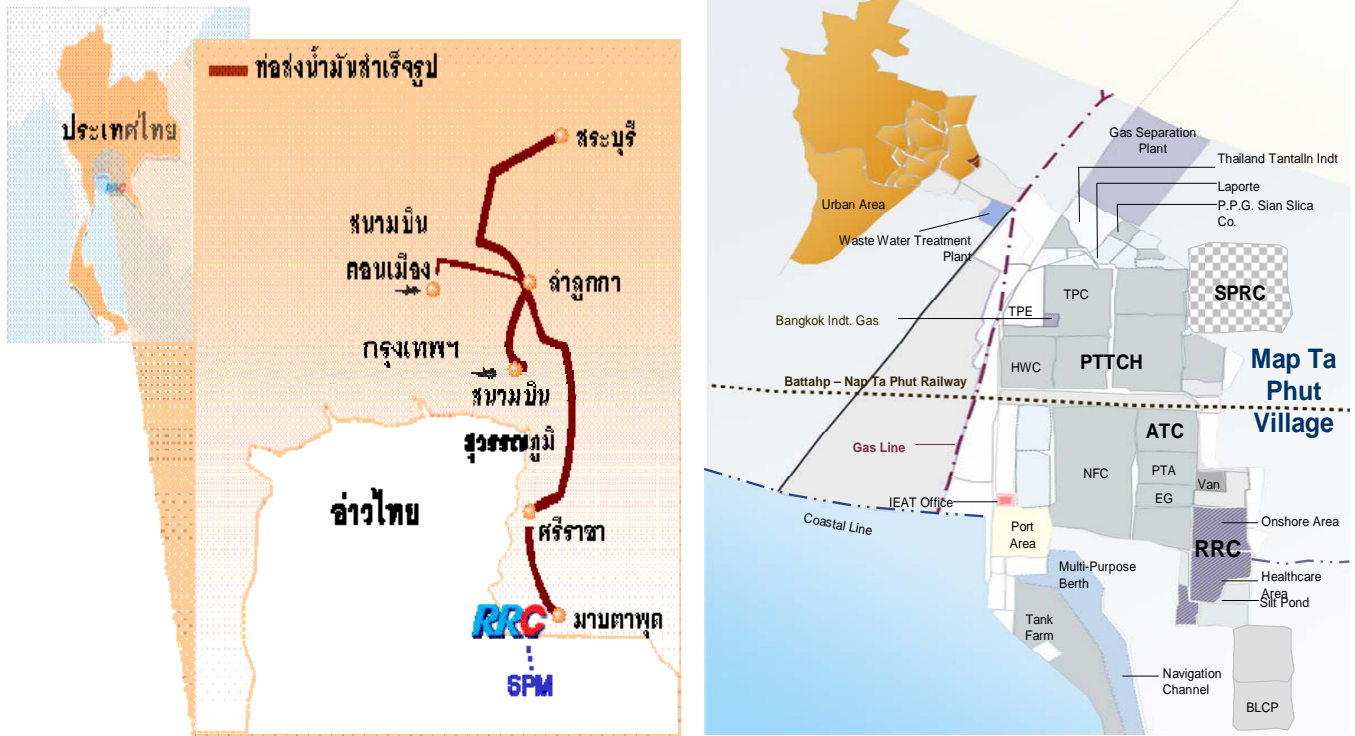 ท่อส่งน้ำมันสำเร็จรูป
ประเทศไทย
RRC
สระบุรี
สนามบิน
ดอนเมือง
ลำลูกกา
กรุงเทพฯ
สนามบิน
สุวรรณภูมิ
อ่าวไทย
ศรีราชา
RRC
มาบตาพุด
SPM
Gas Separation
Plant
Thailand Tantalln Indt
Laporte
P.P.G. Sian Slica
Co.
Urban Area
Waste Water Treatment
Plant
SPRC
TPC
TPE
Bangkok Indt. Gas
HWC
PTTCH
Map Ta
Phut
Village
Battahp – Nap Ta Phut Railway
ATC
Gas Line
NFC
PTA
Van
EG
IEAT Office
Coastal Line
Port
Area
Onshore Area
RRC
Multi-Purpose
Berth
Healthcare
Area
Silt Pond
Tank
Farm
Navigation
Channel
BLCP